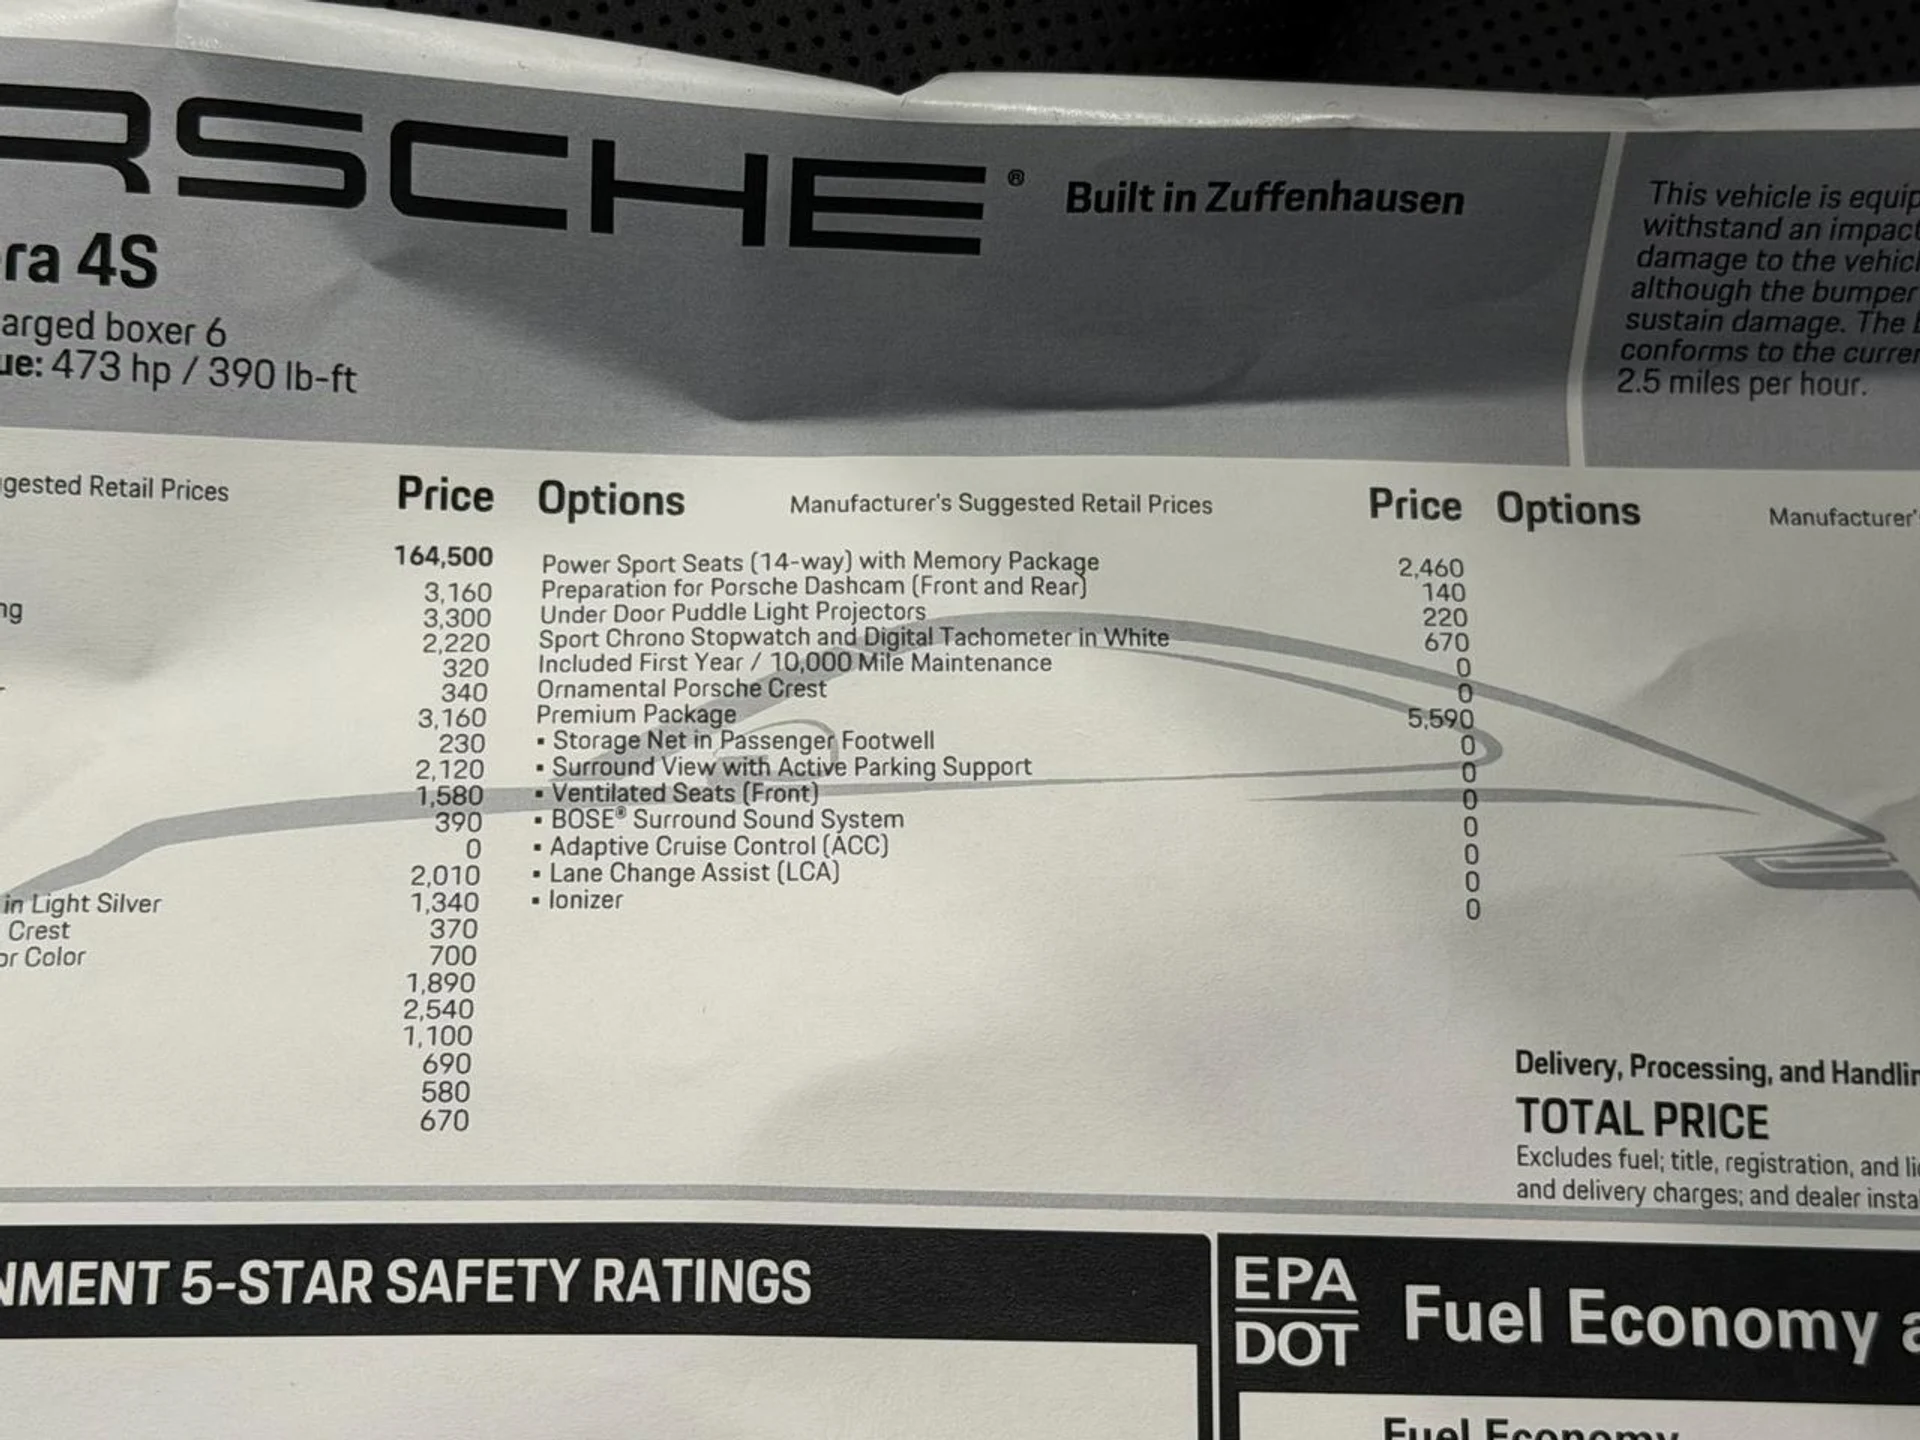 RSCHE® Built in Zuffenhausen
ra 4S
arged boxer 6
ue: 473 hp / 390 lb-ft
This vehicle is equip
withstand an impact
damage to the vehicl
although the bumper
sustain damage. The
conforms to the curren
2.5 miles per hour.
gested Retail Prices Price
164,500
3,160
ng 3,300
2,220
320
340
3,160
230
2,120
1,580
390
0
2,010
in Light Silver 1,340
Crest 370
or Color 700
1,890
2,540
1,100
690
580
670
Options Manufacturer's Suggested Retail Prices Price
Power Sport Seats (14-way) with Memory Package 2,460
Preparation for Porsche Dashcam (Front and Rear) 140
Under Door Puddle Light Projectors 220
Sport Chrono Stopwatch and Digital Tachometer in White 670
Included First Year / 10,000 Mile Maintenance 0
Ornamental Porsche Crest 0
Premium Package 5,590
▪ Storage Net in Passenger Footwell 0
▪ Surround View with Active Parking Support 0
▪ Ventilated Seats (Front) 0
▪ BOSE® Surround Sound System 0
▪ Adaptive Cruise Control (ACC) 0
▪ Lane Change Assist (LCA) 0
▪ Ionizer 0
Options Manufacturer's
Delivery, Processing, and Handlin
TOTAL PRICE
Excludes fuel; title, registration, and li
and delivery charges; and dealer insta
NMENT 5-STAR SAFETY RATINGS
EPA
DOT
Fuel Economy a
Fuel Economy